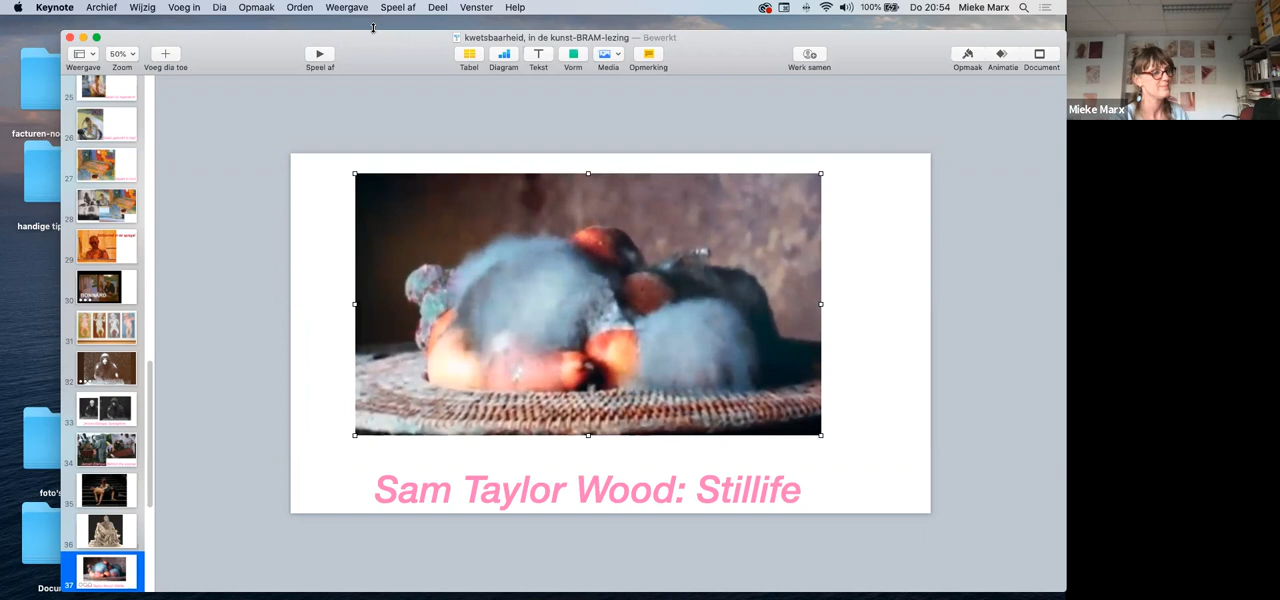 Keynote Archief Wijzig Voeg in Dia Opmaak Orden Weergave Speel af Deel Venster Help 100% Do 20:54 Mieke Marx
kwetsbaarheid, in de kunst-BRAM-lezing — Bewerkt
50%
Weergave Zoom Voeg dia toe Speel af Tabel Diagram Tekst Vorm Media Opmerking Werk samen Opmaak Animatie Document
Mieke Marx
facturen-no
handige tip
foto's
Docu
25
26
27
28
29
30
BONNARD
31
32
33
34
35
36
37
Sam Taylor Wood: Stillife